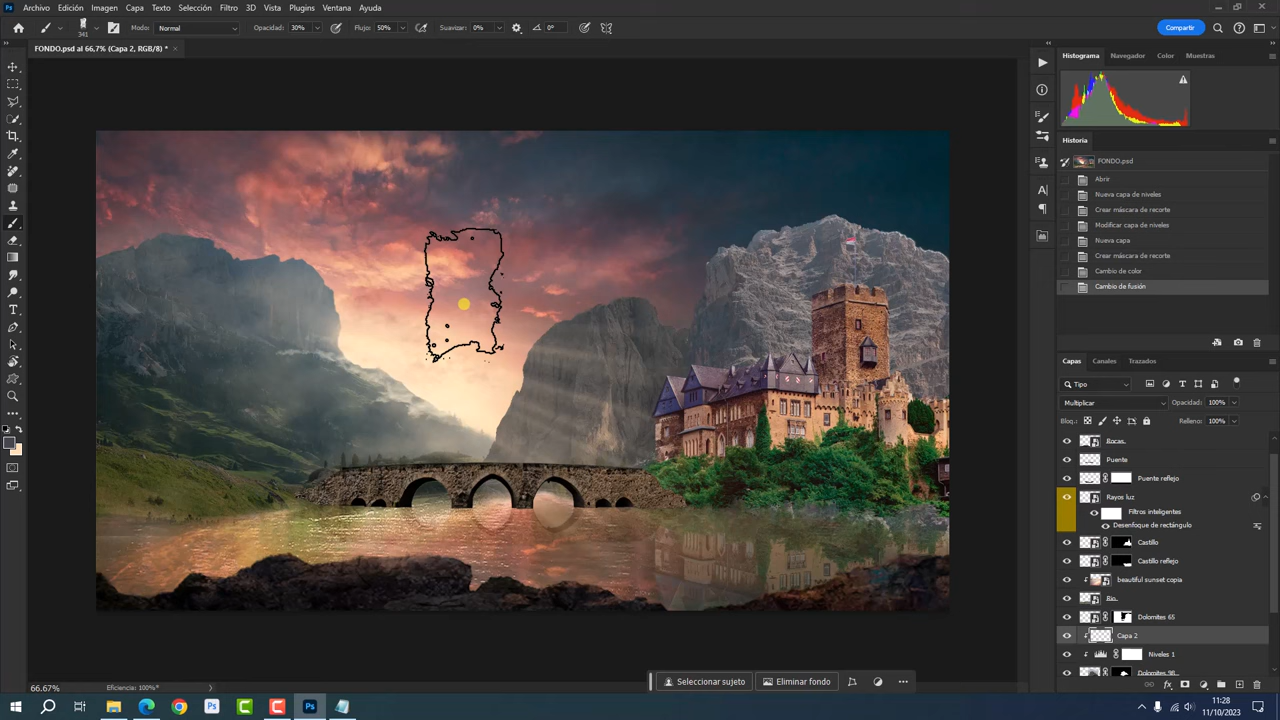 Archivo Edición Imagen Capa Texto Selección Filtro 3D Vista Plugins Ventana Ayuda
341 Modo: Normal Opacidad: 30% Flujo: 50% Suavizar: 0% 0° Compartir
FONDO.psd al 66,7% (Capa 2, RGB/8) *
Histograma Navegador Color Muestras
Historia
FONDO.psd
Abrir
Nueva capa de niveles
Crear máscara de recorte
Modificar capa de niveles
Nueva capa
Crear máscara de recorte
Cambio de color
Cambio de fusión
Capas Canales Trazados
Tipo
Multiplicar Opacidad: 100%
Bloq.: Relleno: 100%
Rocas
Puente
Puente reflejo
Rayos luz
Filtros inteligentes
Desenfoque de rectángulo
Castillo
Castillo reflejo
beautiful sunset copia
Rio
Dolomites 65
Capa 2
Niveles 1
Dolomites 98
fx
Seleccionar sujeto Eliminar fondo
66.67% Eficiencia: 100%*
11:28
11/10/2023